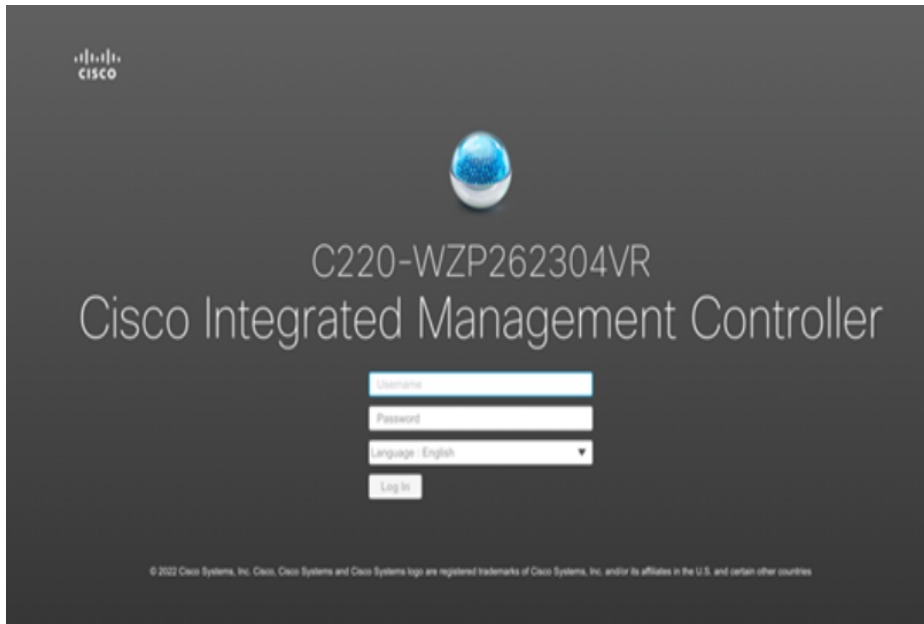 CISCO
C220-WZP262304VR
Cisco Integrated Management Controller
Username
Password
Language : English
Log In
© 2022 Cisco Systems, Inc. Cisco, Cisco Systems and Cisco Systems logo are registered trademarks of Cisco Systems, Inc. and/or its affiliates in the U.S. and certain other countries